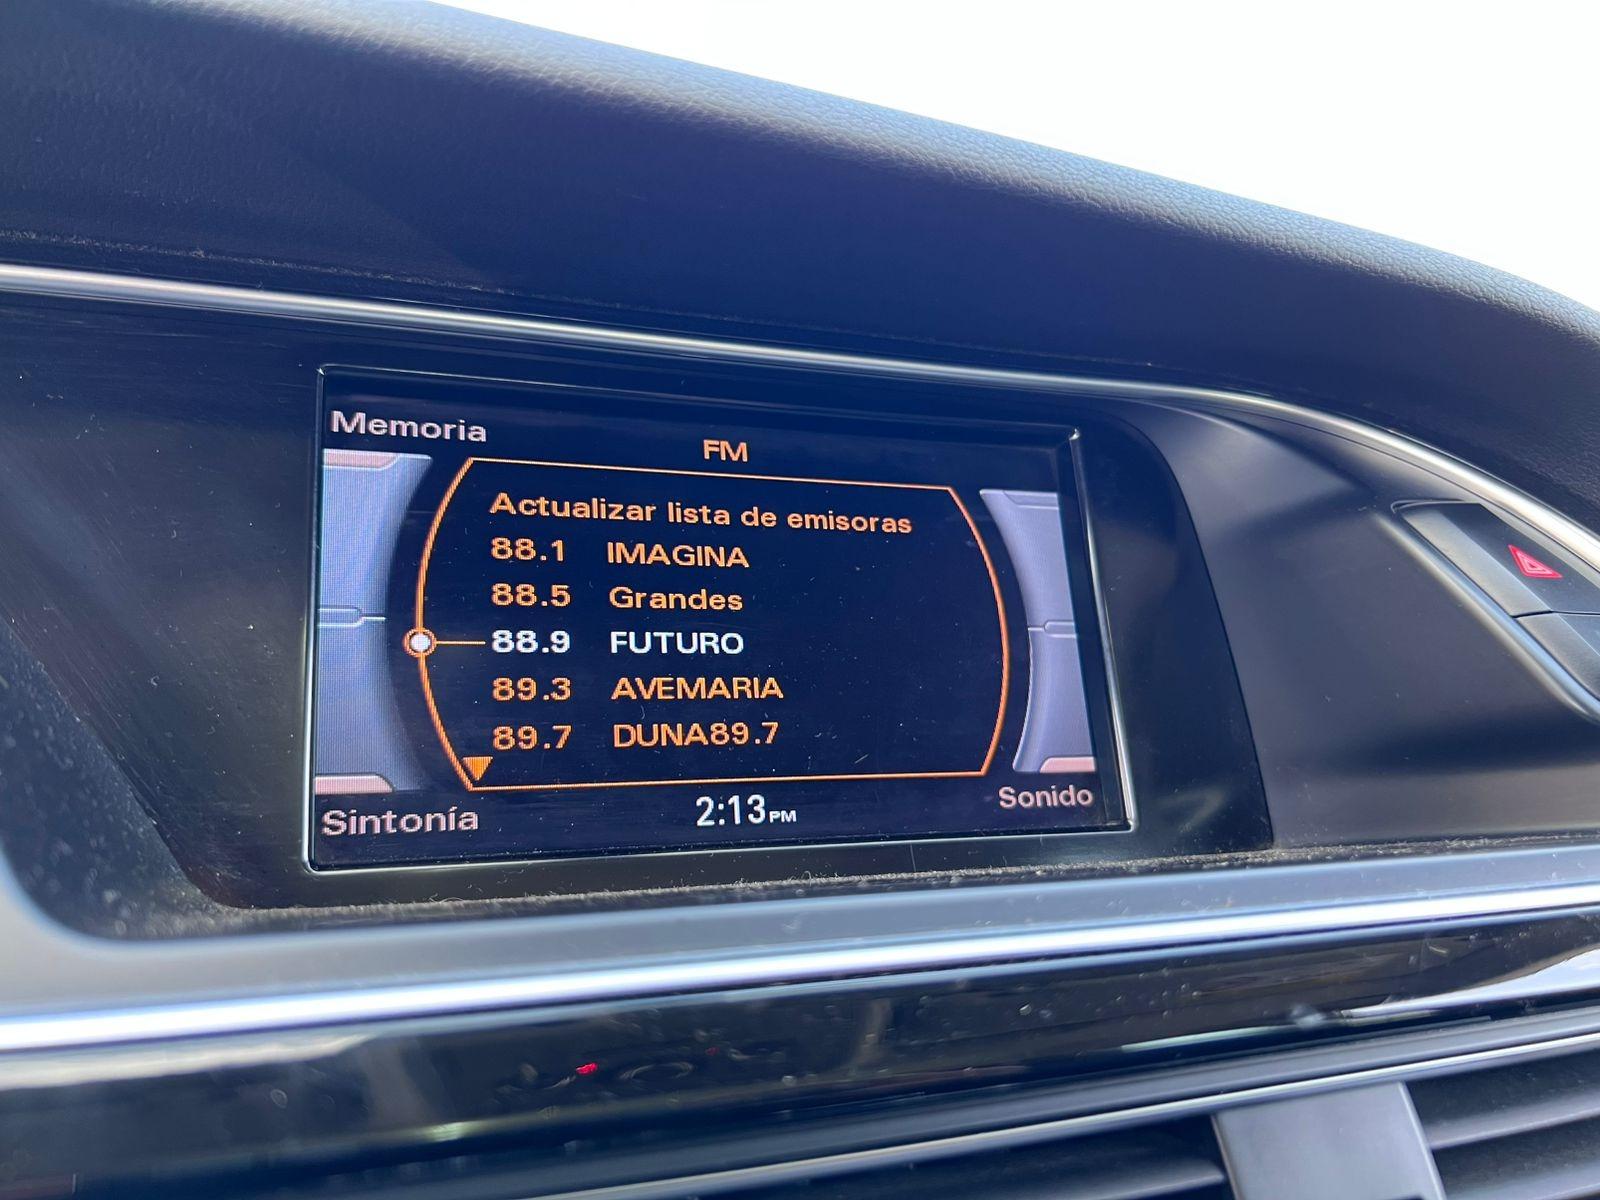 Memoria
FM
Actualizar lista de emisoras
88.1 IMAGINA
88.5 Grandes
88.9 FUTURO
89.3 AVEMARIA
89.7 DUNA89.7
Sintonía
2:13PM
Sonido